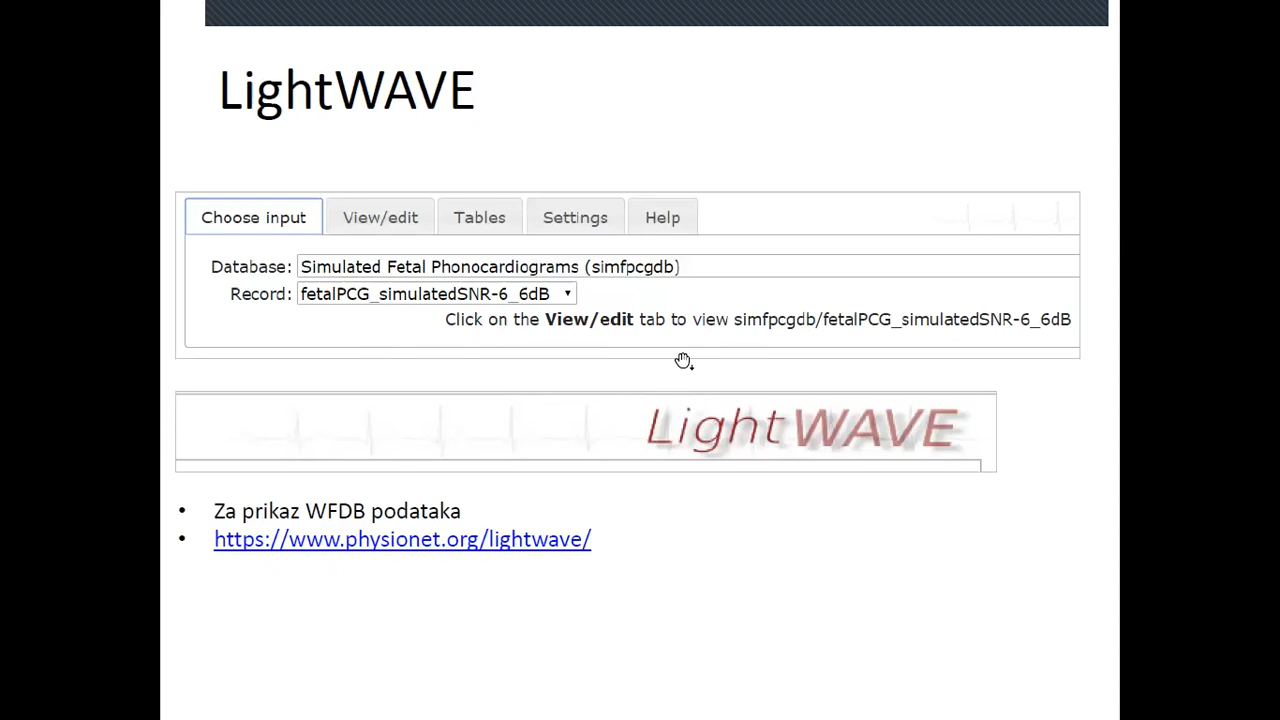 LightWAVE
Choose input View/edit Tables Settings Help
Database: Simulated Fetal Phonocardiograms (simfpcgdb)
Record: fetalPCG_simulatedSNR-6_6dB
Click on the View/edit tab to view simfpcgdb/fetalPCG_simulatedSNR-6_6dB
LightWAVE
• Za prikaz WFDB podataka
• https://www.physionet.org/lightwave/